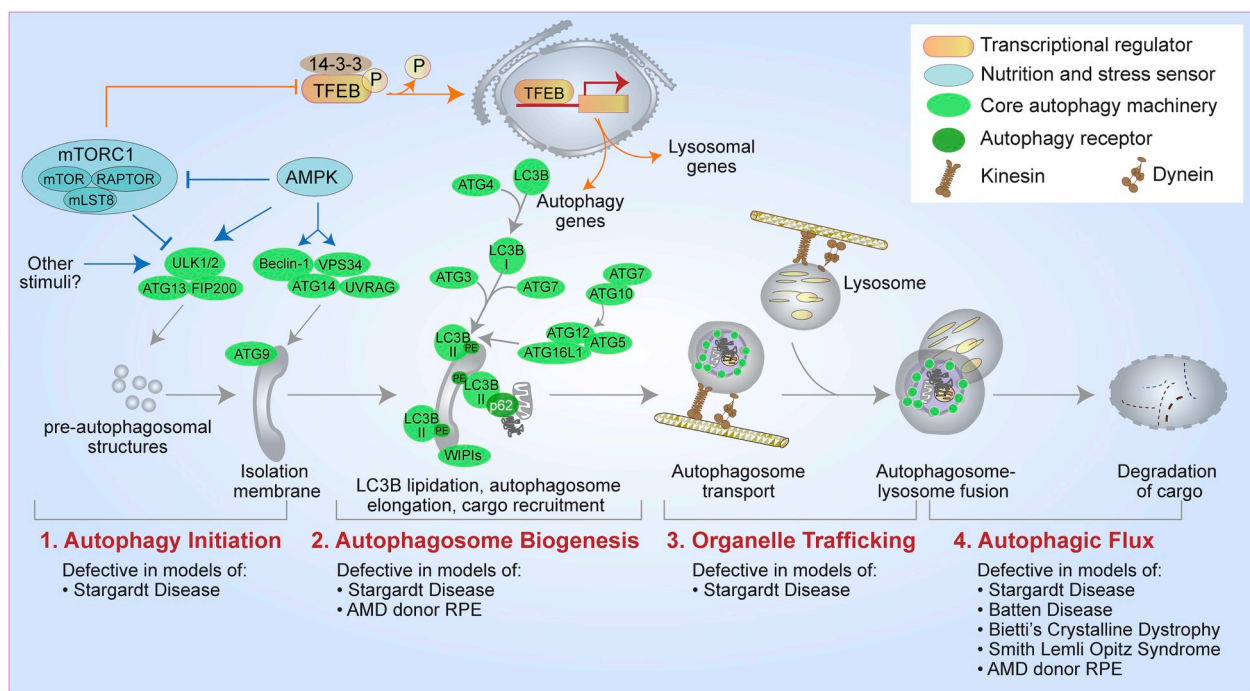 14-3-3
TFEB
P
P
TFEB
Transcriptional regulator
Nutrition and stress sensor
Core autophagy machinery
Autophagy receptor
Kinesin
Dynein
mTORC1
mTOR
RAPTOR
mLST8
AMPK
Lysosomal
genes
Autophagy
genes
ATG4
LC3B
LC3B
I
Other
stimuli?
ULK1/2
ATG13
FIP200
Beclin-1
VPS34
ATG14
UVRAG
ATG3
ATG7
ATG7
ATG10
ATG12
ATG5
ATG16L1
Lysosome
ATG9
LC3B
II
PE
PE
LC3B
II
p62
LC3B
II
PE
WIPIs
pre-autophagosomal
structures
Isolation
membrane
LC3B lipidation, autophagosome
elongation, cargo recruitment
Autophagosome
transport
Autophagosome-
lysosome fusion
Degradation
of cargo
1. Autophagy Initiation
Defective in models of:
• Stargardt Disease
2. Autophagosome Biogenesis
Defective in models of:
• Stargardt Disease
• AMD donor RPE
3. Organelle Trafficking
Defective in models of:
• Stargardt Disease
4. Autophagic Flux
Defective in models of:
• Stargardt Disease
• Batten Disease
• Bietti's Crystalline Dystrophy
• Smith Lemli Opitz Syndrome
• AMD donor RPE